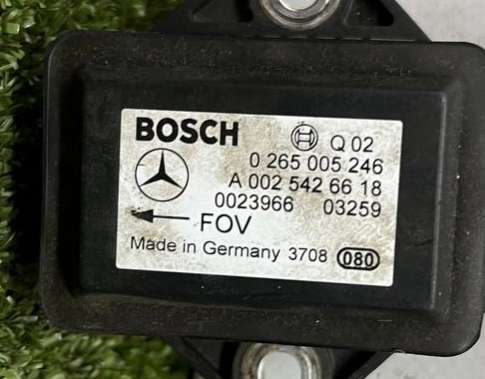 BOSCH Q 02
0 265 005 246
A 002 542 66 18
0023966 03259
FOV
Made in Germany 3708 080